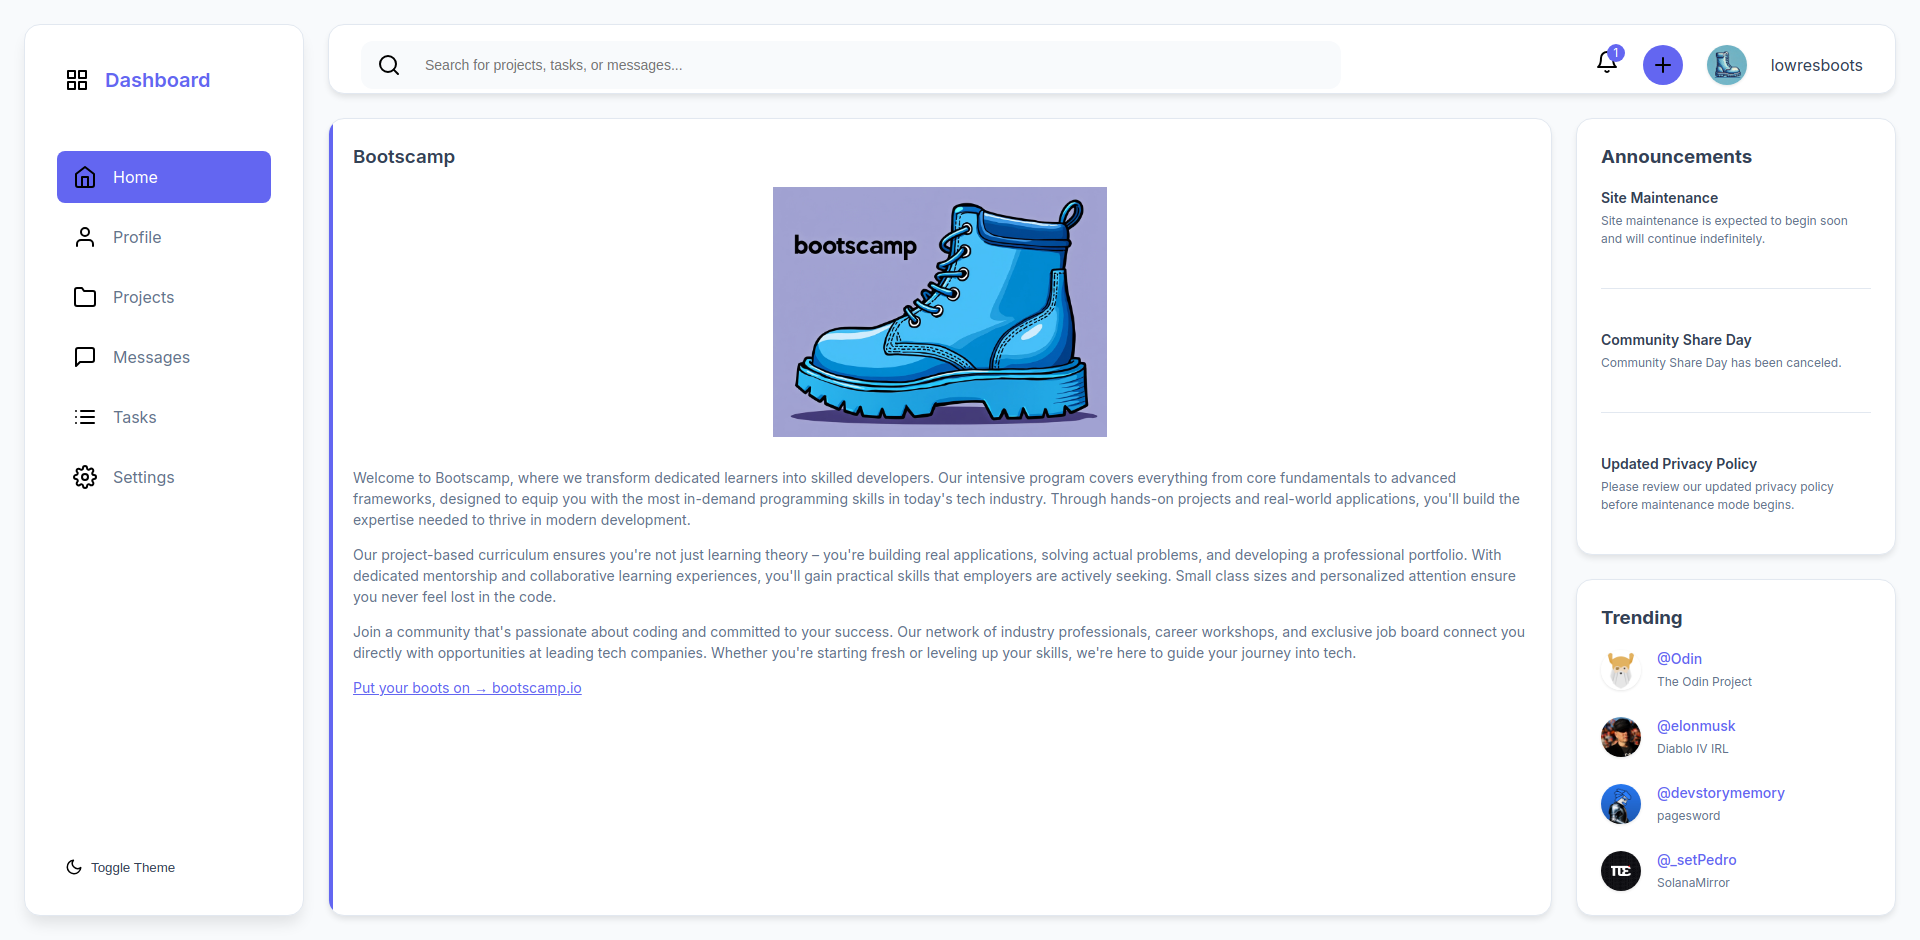 Dashboard
Home
Profile
Projects
Messages
Tasks
Settings
Toggle Theme
Search for projects, tasks, or messages...
1
lowresboots
Bootscamp
bootscamp
Welcome to Bootscamp, where we transform dedicated learners into skilled developers. Our intensive program covers everything from core fundamentals to advanced
frameworks, designed to equip you with the most in-demand programming skills in today's tech industry. Through hands-on projects and real-world applications, you'll build the
expertise needed to thrive in modern development.
Our project-based curriculum ensures you're not just learning theory – you're building real applications, solving actual problems, and developing a professional portfolio. With
dedicated mentorship and collaborative learning experiences, you'll gain practical skills that employers are actively seeking. Small class sizes and personalized attention ensure
you never feel lost in the code.
Join a community that's passionate about coding and committed to your success. Our network of industry professionals, career workshops, and exclusive job board connect you
directly with opportunities at leading tech companies. Whether you're starting fresh or leveling up your skills, we're here to guide your journey into tech.
Put your boots on → bootscamp.io
Announcements
Site Maintenance
Site maintenance is expected to begin soon
and will continue indefinitely.
Community Share Day
Community Share Day has been canceled.
Updated Privacy Policy
Please review our updated privacy policy
before maintenance mode begins.
Trending
@Odin
The Odin Project
@elonmusk
Diablo IV IRL
@devstorymemory
pagesword
@_setPedro
SolanaMirror